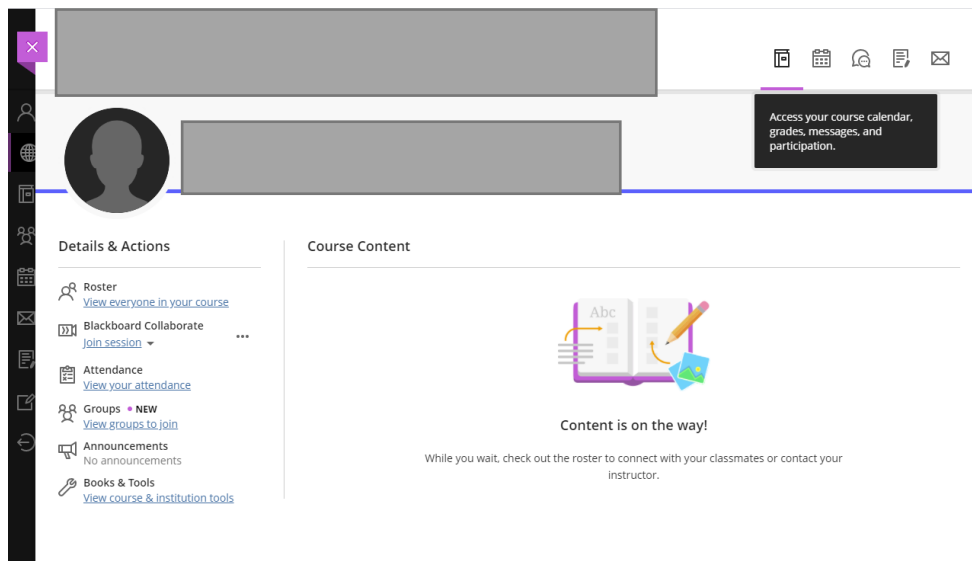 Access your course calendar,
grades, messages, and
participation.
Details & Actions
Roster
View everyone in your course
Blackboard Collaborate
Join session
Attendance
View your attendance
Groups • NEW
View groups to join
Announcements
No announcements
Books & Tools
View course & institution tools
Course Content
Abc
Content is on the way!
While you wait, check out the roster to connect with your classmates or contact your
instructor.